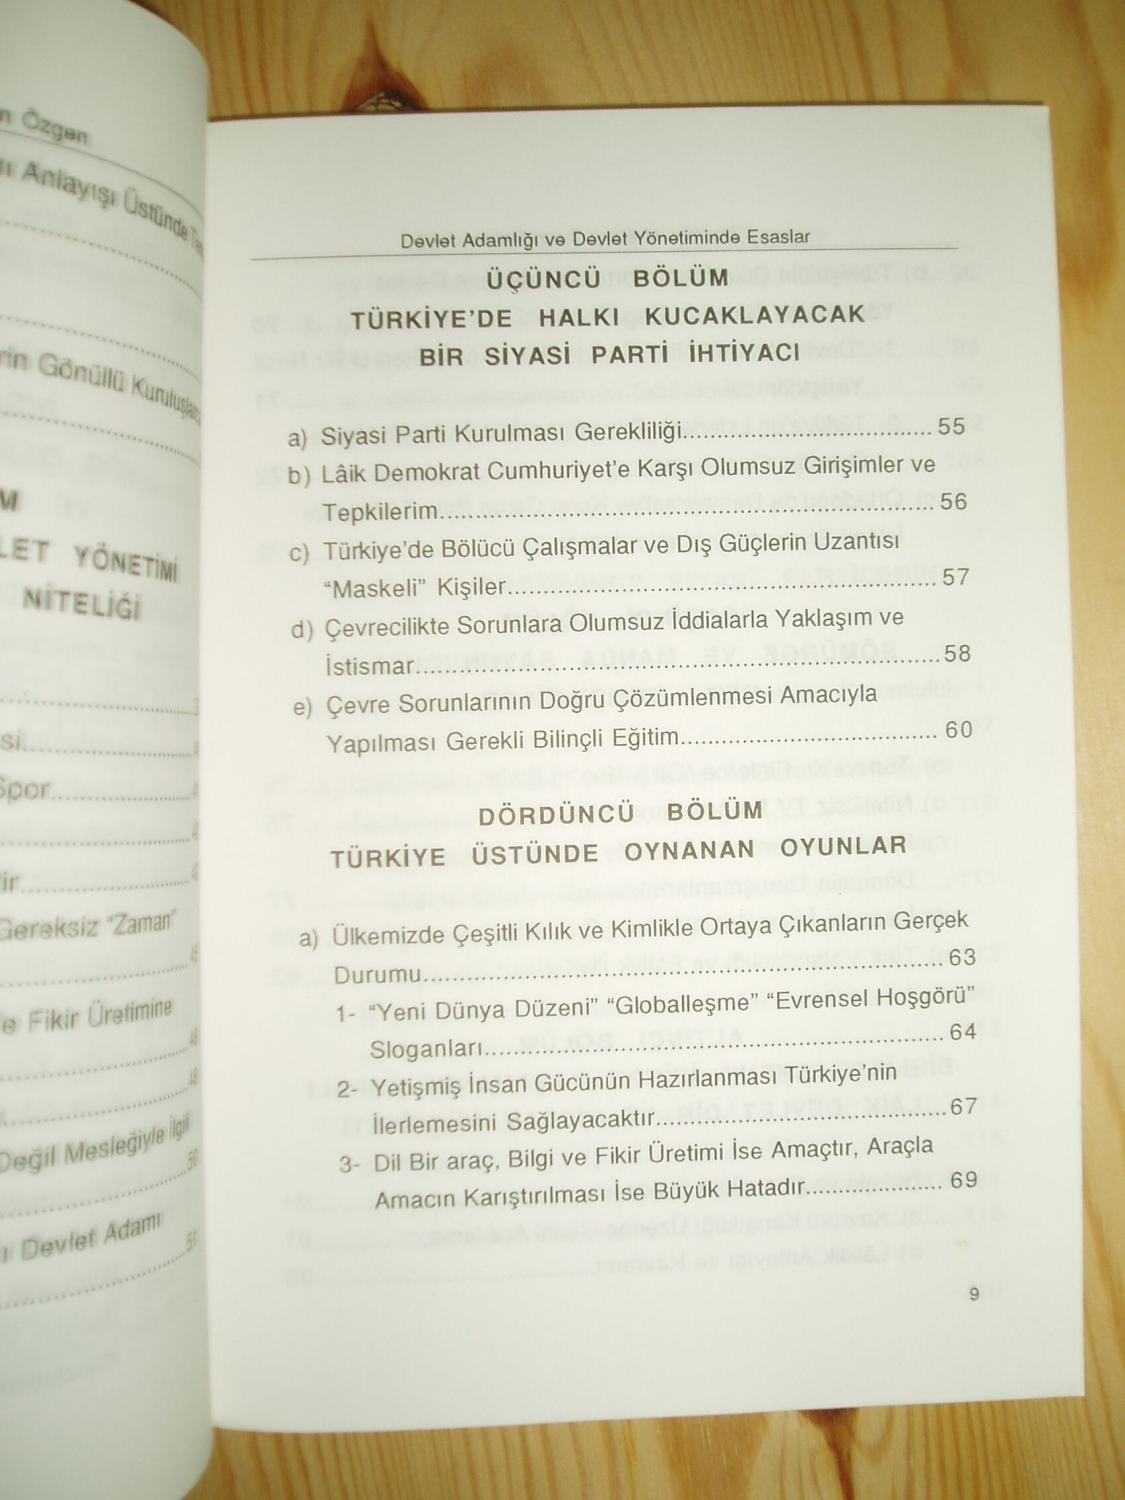 Özgen
Anlayışı Üstünde
Gönüllü
YÖNETİMİ
NİTELİĞİ
Spor
Gereksiz "Zaman"
Fikir Üretimine
Değil Mesleğiyle İlgili
Devlet Adamı
Devlet Adamlığı ve Devlet Yönetiminde Esaslar
ÜÇÜNCÜ BÖLÜM
TÜRKİYE'DE HALKI KUCAKLAYACAK
BİR SİYASİ PARTİ İHTİYACI
a) Siyasi Parti Kurulması Gerekliliği................................ 55
b) Lâik Demokrat Cumhuriyet'e Karşı Olumsuz Girişimler ve
Tepkilerim................................................................ 56
c) Türkiye'de Bölücü Çalışmalar ve Dış Güçlerin Uzantısı
"Maskeli" Kişiler....................................................... 57
d) Çevrecilikte Sorunlara Olumsuz İddialarla Yaklaşım ve
İstismar.................................................................... 58
e) Çevre Sorunlarının Doğru Çözümlenmesi Amacıyla
Yapılması Gerekli Bilinçli Eğitim................................. 60
DÖRDÜNCÜ BÖLÜM
TÜRKİYE ÜSTÜNDE OYNANAN OYUNLAR
a) Ülkemizde Çeşitli Kılık ve Kimlikle Ortaya Çıkanların Gerçek
Durumu.................................................................... 63
1- "Yeni Dünya Düzeni" "Globalleşme" "Evrensel Hoşgörü"
Sloganları............................................................ 64
2- Yetişmiş İnsan Gücünün Hazırlanması Türkiye'nin
İlerlemesini Sağlayacaktır...................................... 67
3- Dil Bir araç, Bilgi ve Fikir Üretimi İse Amaçtır, Araçla
Amacın Karıştırılması İse Büyük Hatadır.................. 69
9